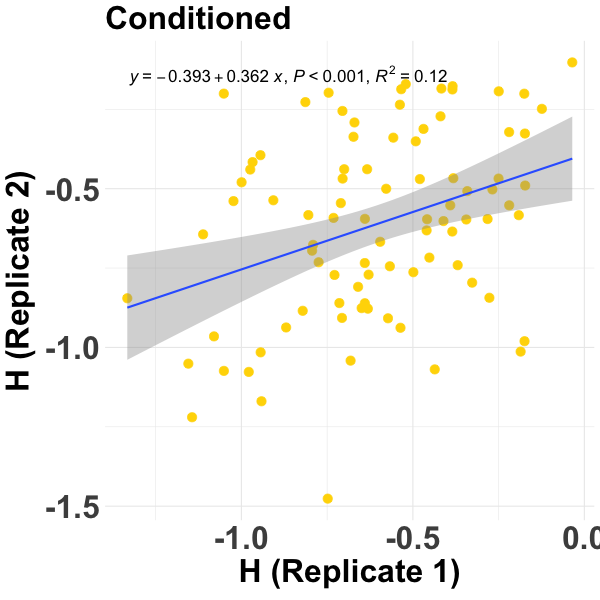 Conditioned
y = −0.393 + 0.362 x, P < 0.001, R² = 0.12
H (Replicate 2)
-0.5
-1.0
-1.5
-1.0 -0.5 0.0
H (Replicate 1)